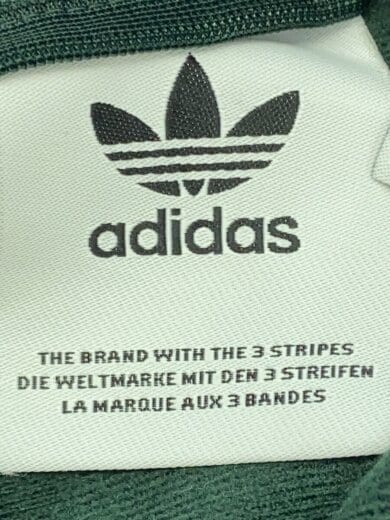 adidas
THE BRAND WITH THE 3 STRIPES
DIE WELTMARKE MIT DEN 3 STREIFEN
LA MARQUE AUX 3 BANDES